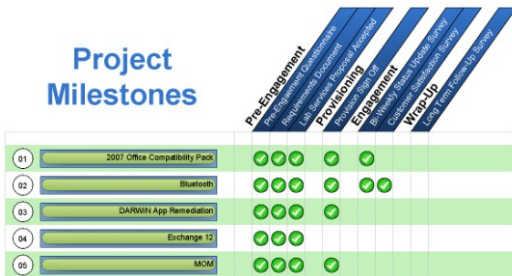 Project
Milestones
Pre-Engagement
Pre-Engagement Questionnaire
Requirements Document
Lab Services Proposal Accepted
Provisioning
Provision Sign Off
Engagement
Bi-Weekly Status Update Survey
Customer Satisfaction Survey
Wrap-Up
Long Term Follow-Up Survey
01 2007 Office Compatibility Pack
02 Bluetooth
03 DARWIN App Remediation
04 Exchange 12
05 MOM